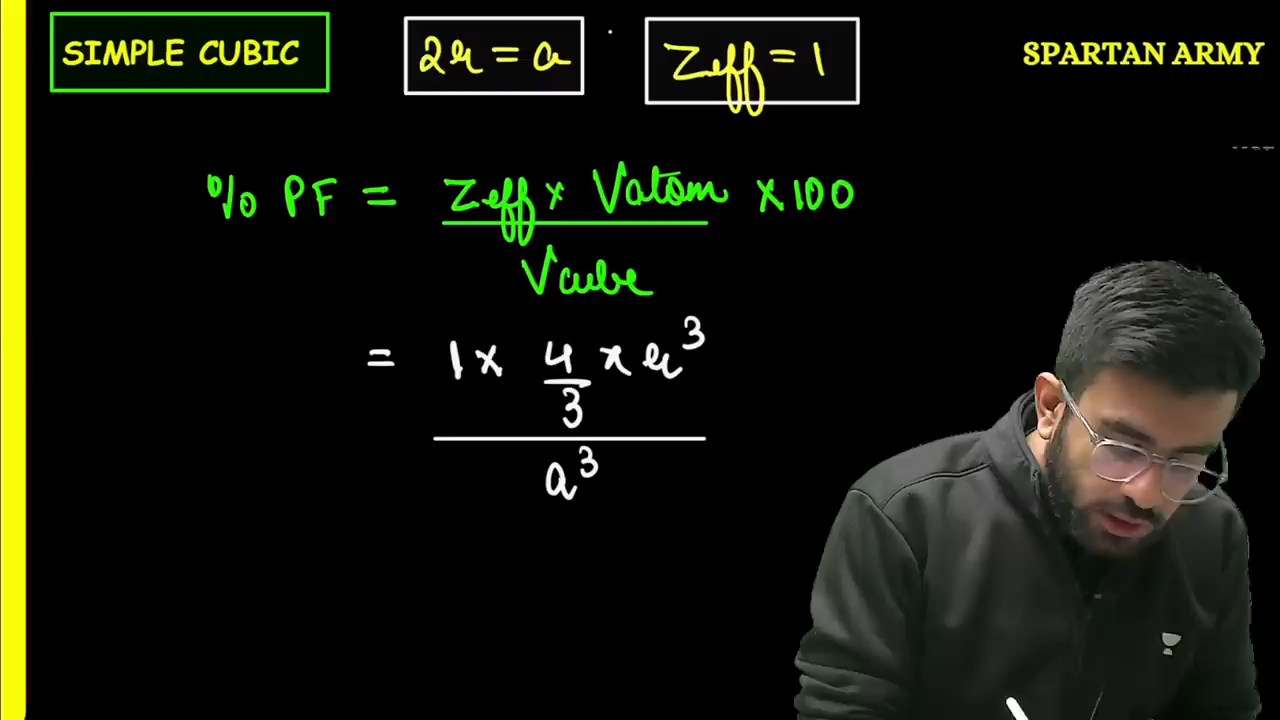 SIMPLE CUBIC
2r = a
Zeff = 1
SPARTAN ARMY
% PF = Zeff × Vatom × 100
Vcube
= 1 × 4 π r³
3
a³